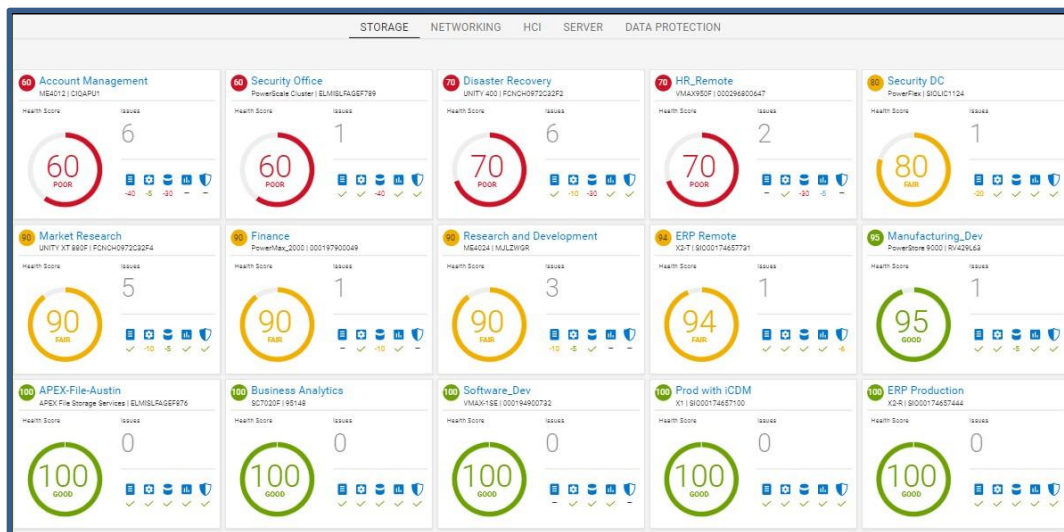 STORAGE NETWORKING HCI SERVER DATA PROTECTION
60 Account Management
ME4012 | CIQAPU1
Health Score Issues
6
60
POOR
-40 -5 -30 – –
60 Security Office
PowerScale Cluster | ELMISLFAGEF789
Health Score Issues
1
60
POOR
-40
70 Disaster Recovery
UNITY 400 | FCNCH0972C32F2
Health Score Issues
6
70
POOR
-10 -30
70 HR_Remote
VMAX950F | 000296800647
Health Score Issues
2
70
POOR
– -30 -5 –
80 Security DC
PowerFlex | SIOLIC1124
Health Score Issues
1
80
FAIR
-20
90 Market Research
UNITY XT 880F | FCNCH0972C32F4
Health Score Issues
5
90
FAIR
-10 -5
90 Finance
PowerMax_2000 | 000197900049
Health Score Issues
1
90
FAIR
– -10 –
90 Research and Development
ME4024 | MJLZWGR
Health Score Issues
3
90
FAIR
-10 -5 – –
94 ERP Remote
X2-T | SIO00174657731
Health Score Issues
1
94
FAIR
-6
95 Manufacturing_Dev
PowerStore 9000 | RV429L63
Health Score Issues
1
95
GOOD
-5
100 APEX-File-Austin
APEX File Storage Services | ELMISLFAGEF876
Health Score Issues
0
100
GOOD
100 Business Analytics
SC7020F | 95148
Health Score Issues
0
100
GOOD
100 Software_Dev
VMAX-1SE | 000194900732
Health Score Issues
0
100
GOOD
– –
100 Prod with iCDM
X1 | SIO00174657100
Health Score Issues
0
100
GOOD
100 ERP Production
X2-R | SIO00174657444
Health Score Issues
0
100
GOOD